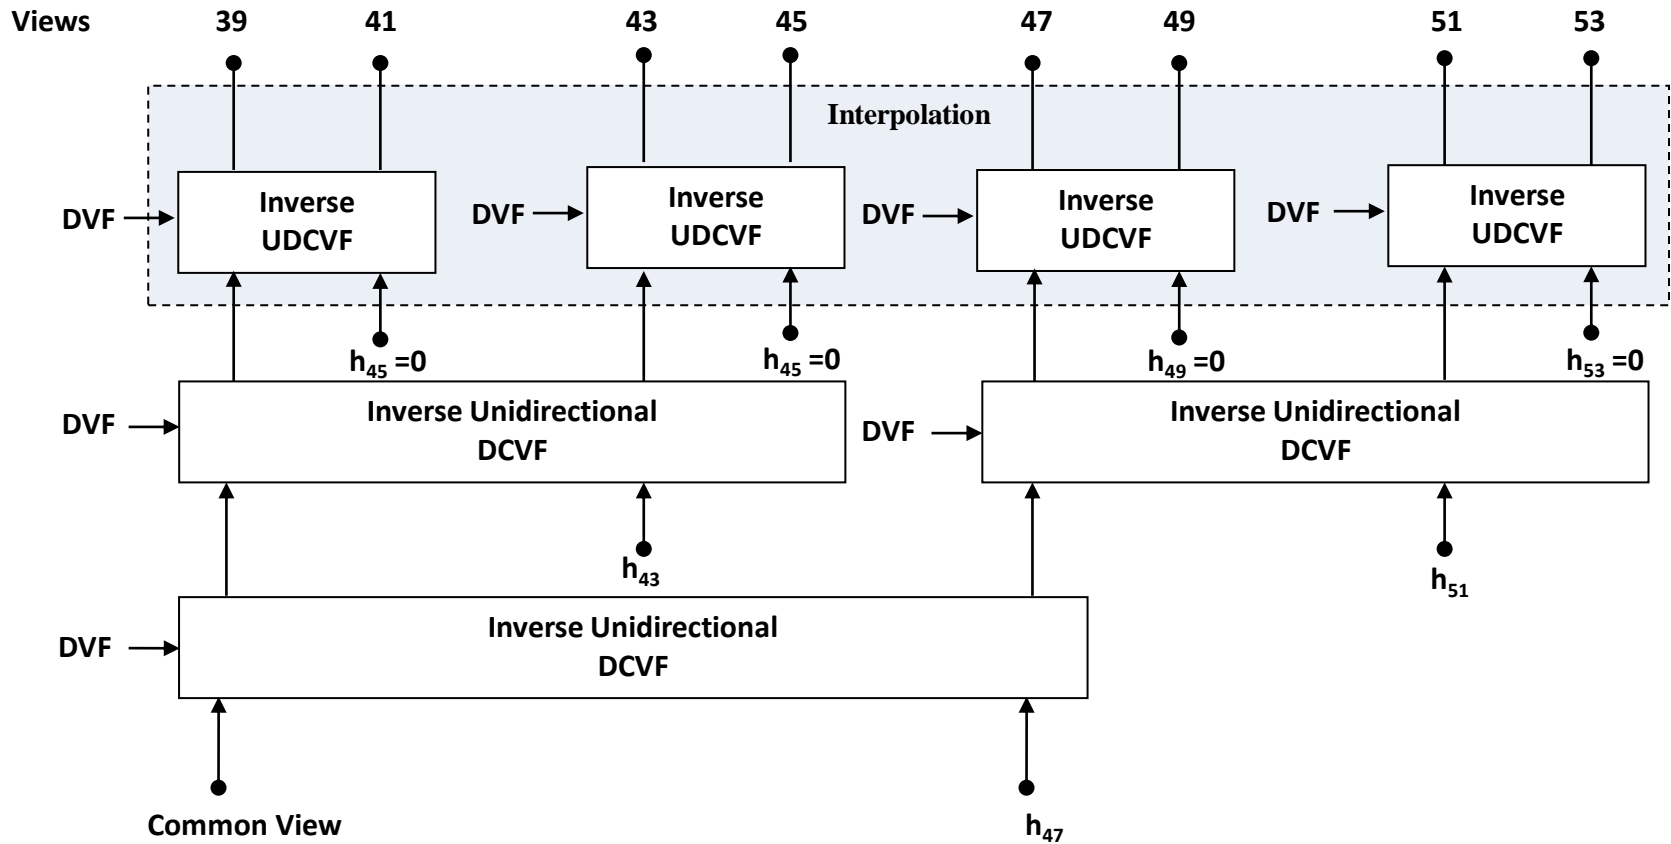 Views 39 41 43 45 47 49 51 53
Interpolation
DVF
Inverse
UDCVF
DVF
Inverse
UDCVF
DVF
Inverse
UDCVF
DVF
Inverse
UDCVF
h45 =0
h45 =0
h49 =0
h53 =0
DVF
Inverse Unidirectional
DCVF
DVF
Inverse Unidirectional
DCVF
h43
h51
DVF
Inverse Unidirectional
DCVF
Common View
h47